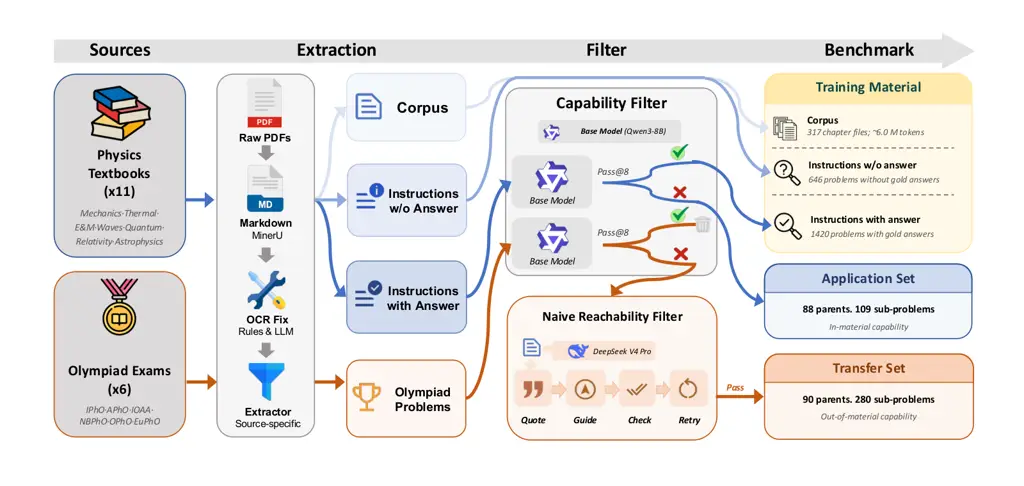 Sources
Extraction
Filter
Benchmark
Physics
Textbooks
(x11)
Mechanics·Thermal·
E&M·Waves·Quantum·
Relativity·Astrophysics
Olympiad Exams
(x6)
IPhO·APhO·IOAA·
NBPhO·OPhO·EuPhO
PDF
Raw PDFs
MD
Markdown
MinerU
OCR Fix
Rules & LLM
Extractor
Source-specific
Corpus
Instructions
w/o Answer
Instructions
with Answer
Olympiad
Problems
Capability Filter
Base Model (Qwen3-8B)
Base Model
Pass@8
Base Model
Pass@8
Naive Reachability Filter
DeepSeek V4 Pro
Quote
Guide
Check
Retry
Pass
Training Material
Corpus
317 chapter files; ~6.0 M tokens
Instructions w/o answer
646 problems without gold answers
Instructions with answer
1420 problems with gold answers
Application Set
88 parents. 109 sub-problems
In-material capability
Transfer Set
90 parents. 280 sub-problems
Out-of-material capability